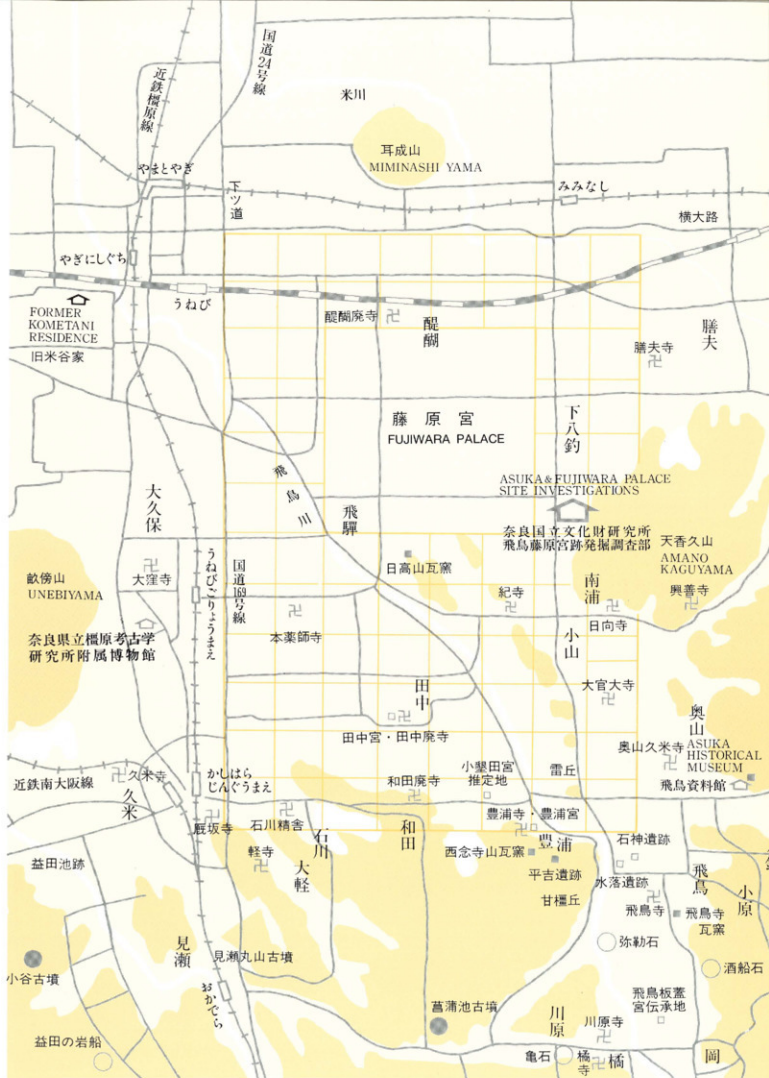 国道24号線
近鉄橿原線
米川
耳成山
MIMINASHI YAMA
やまとやぎ
下ツ道
みみなし
横大路
やぎにしぐち
うねび
FORMER
KOMETANI
RESIDENCE
旧米谷家
醍醐廃寺
醍醐
膳夫
膳夫寺
藤原宮
FUJIWARA PALACE
下八釣
飛鳥川
飛驒
ASUKA & FUJIWARA PALACE
SITE INVESTIGATIONS
奈良国立文化財研究所
飛鳥藤原宮跡発掘調査部
大久保
天香久山
AMANO
KAGUYAMA
興善寺
畝傍山
UNEBIYAMA
大窪寺
うねびごりょうまえ
国道169号線
日高山瓦窯
紀寺
南浦
日向寺
小山
奈良県立橿原考古学
研究所附属博物館
本薬師寺
田中
大官大寺
奥山
田中宮・田中廃寺
奥山久米寺
ASUKA
HISTORICAL
MUSEUM
飛鳥資料館
近鉄南大阪線
久米寺
久米
かしはら
じんぐうまえ
和田廃寺
小墾田宮
推定地
雷丘
厩坂寺
石川精舎
石川
和田
豊浦寺・豊浦宮
豊浦
石神遺跡
益田池跡
軽寺
大軽
西念寺山瓦窯
平吉遺跡
水落遺跡
飛鳥
小原
甘橿丘
飛鳥寺
飛鳥寺
瓦窯
見瀬
見瀬丸山古墳
弥勒石
酒船石
小谷古墳
おかでら
菖蒲池古墳
飛鳥板蓋
宮伝承地
川原
川原寺
益田の岩船
亀石
橘寺
橘
岡